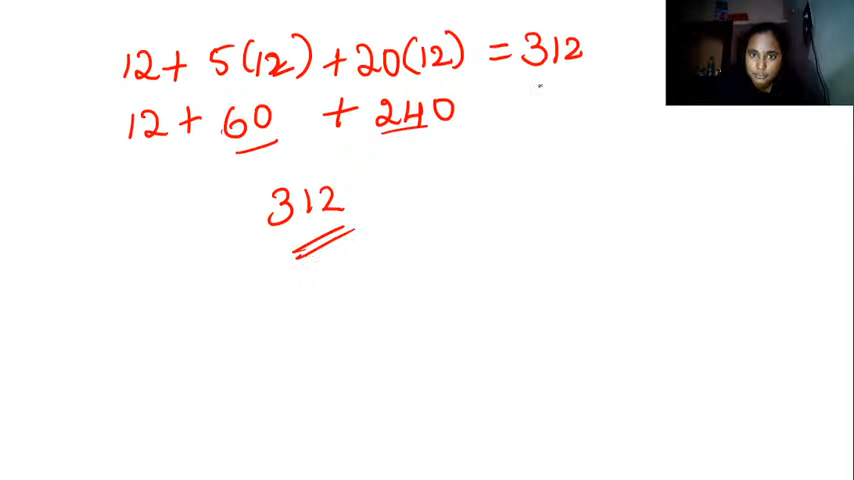 12 + 5(12) + 20(12) = 312
12 + 60 + 240
312